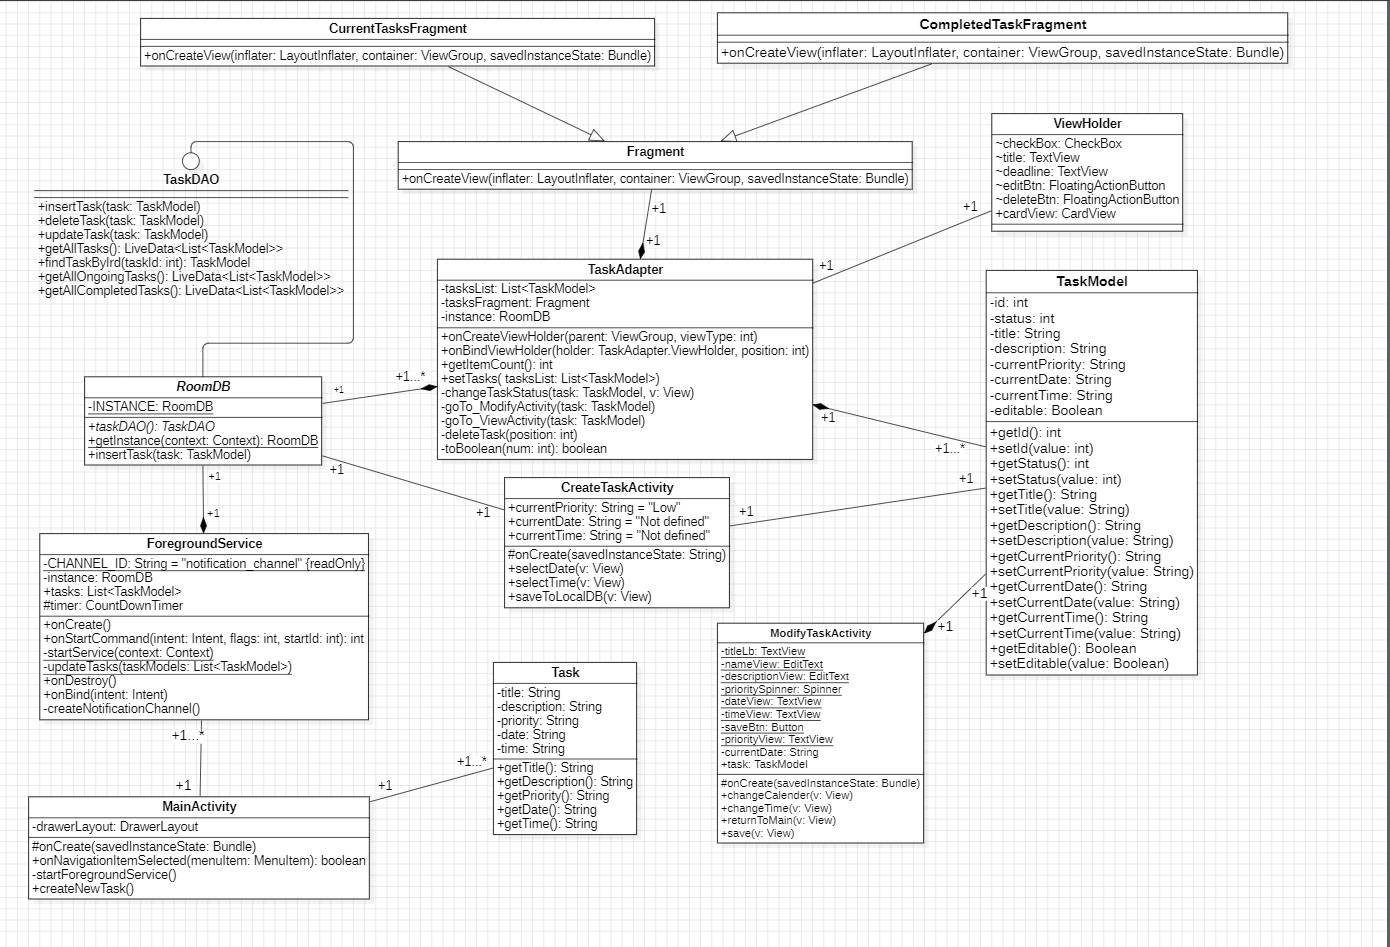 CurrentTasksFragment
+onCreateView(inflater: LayoutInflater, container: ViewGroup, savedInstanceState: Bundle)
CompletedTaskFragment
+onCreateView(inflater: LayoutInflater, container: ViewGroup, savedInstanceState: Bundle)
Fragment
+onCreateView(inflater: LayoutInflater, container: ViewGroup, savedInstanceState: Bundle)
+1
+1
ViewHolder
~checkBox: CheckBox
~title: TextView
~deadline: TextView
~editBtn: FloatingActionButton
~deleteBtn: FloatingActionButton
+cardView: CardView
+1
+1
TaskDAO
+insertTask(task: TaskModel)
+deleteTask(task: TaskModel)
+updateTask(task: TaskModel)
+getAllTasks(): LiveData<List<TaskModel>>
+findTaskByIrd(taskId: int): TaskModel
+getAllOngoingTasks(): LiveData<List<TaskModel>>
+getAllCompletedTasks(): LiveData<List<TaskModel>>
TaskAdapter
-tasksList: List<TaskModel>
-tasksFragment: Fragment
-instance: RoomDB
+onCreateViewHolder(parent: ViewGroup, viewType: int)
+onBindViewHolder(holder: TaskAdapter.ViewHolder, position: int)
+getItemCount(): int
+setTasks( tasksList: List<TaskModel>)
-changeTaskStatus(task: TaskModel, v: View)
-goTo_ModifyActivity(task: TaskModel)
-goTo_ViewActivity(task: TaskModel)
-deleteTask(position: int)
-toBoolean(num: int): boolean
TaskModel
-id: int
-status: int
-title: String
-description: String
-currentPriority: String
-currentDate: String
-currentTime: String
-editable: Boolean
+getId(): int
+setId(value: int)
+getStatus(): int
+setStatus(value: int)
+getTitle(): String
+setTitle(value: String)
+getDescription(): String
+setDescription(value: String)
+getCurrentPriority(): String
+setCurrentPriority(value: String)
+getCurrentDate(): String
+setCurrentDate(value: String)
+getCurrentTime(): String
+setCurrentTime(value: String)
+getEditable(): Boolean
+setEditable(value: Boolean)
RoomDB
-INSTANCE: RoomDB
+taskDAO(): TaskDAO
+getInstance(context: Context): RoomDB
+insertTask(task: TaskModel)
+1
+1...*
+1
+1...*
+1
+1
+1
+1
+1
+1
CreateTaskActivity
+currentPriority: String = "Low"
+currentDate: String = "Not defined"
+currentTime: String = "Not defined"
#onCreate(savedInstanceState: String)
+selectDate(v: View)
+selectTime(v: View)
+saveToLocalDB(v: View)
ForegroundService
-CHANNEL_ID: String = "notification_channel" {readOnly}
-instance: RoomDB
+tasks: List<TaskModel>
#timer: CountDownTimer
+onCreate()
+onStartCommand(intent: Intent, flags: int, startId: int): int
-startService(context: Context)
-updateTasks(taskModels: List<TaskModel>)
+onDestroy()
+onBind(intent: Intent)
-createNotificationChannel()
+1
+1
ModifyTaskActivity
-titleLb: TextView
-nameView: EditText
-descriptionView: EditText
-prioritySpinner: Spinner
-dateView: TextView
-timeView: TextView
-saveBtn: Button
-priorityView: TextView
-currentDate: String
+task: TaskModel
#onCreate(savedInstanceState: Bundle)
+changeCalender(v: View)
+changeTime(v: View)
+returnToMain(v: View)
+save(v: View)
Task
-title: String
-description: String
-priority: String
-date: String
-time: String
+getTitle(): String
+getDescription(): String
+getPriority(): String
+getDate(): String
+getTime(): String
+1...*
+1
+1
+1...*
MainActivity
-drawerLayout: DrawerLayout
#onCreate(savedInstanceState: Bundle)
+onNavigationItemSelected(menuItem: MenuItem): boolean
-startForegroundService()
+createNewTask()